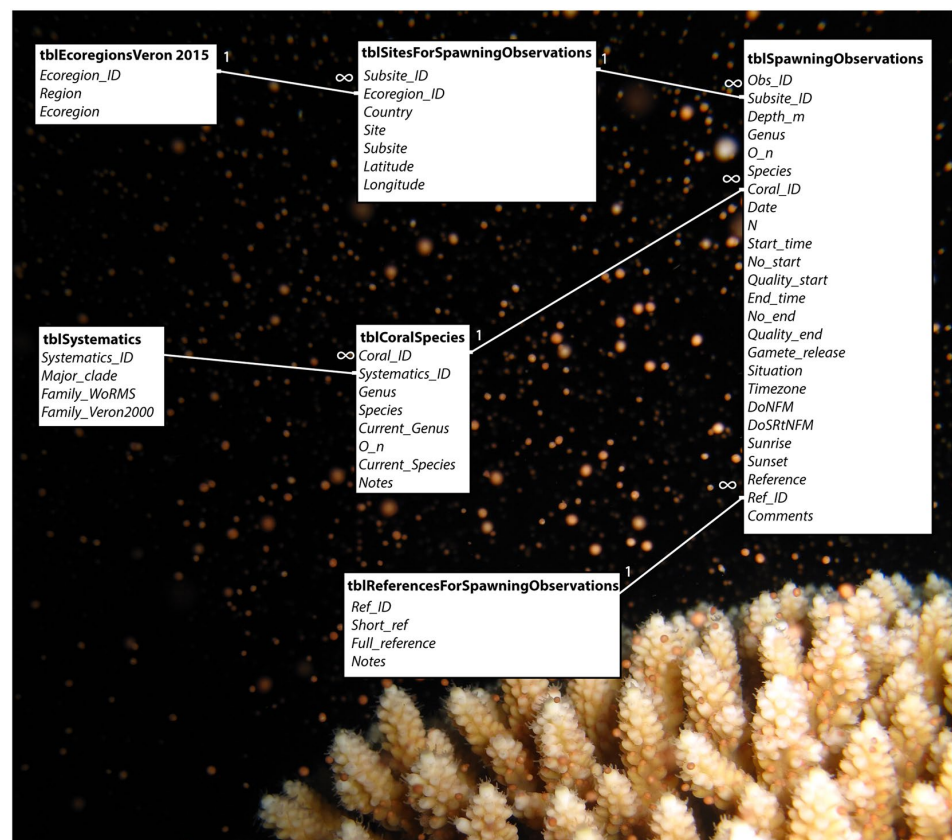 tblEcoregionsVeron 2015
Ecoregion_ID
Region
Ecoregion
1
∞
tblSitesForSpawningObservations
Subsite_ID
Ecoregion_ID
Country
Site
Subsite
Latitude
Longitude
1
∞
tblSpawningObservations
Obs_ID
Subsite_ID
Depth_m
Genus
O_n
Species
Coral_ID
Date
N
Start_time
No_start
Quality_start
End_time
No_end
Quality_end
Gamete_release
Situation
Timezone
DoNFM
DoSRtNFM
Sunrise
Sunset
Reference
Ref_ID
Comments
∞
∞
tblSystematics
Systematics_ID
Major_clade
Family_WoRMS
Family_Veron2000
∞
tblCoralSpecies
Coral_ID
Systematics_ID
Genus
Species
Current_Genus
O_n
Current_Species
Notes
1
tblReferencesForSpawningObservations
Ref_ID
Short_ref
Full_reference
Notes
1